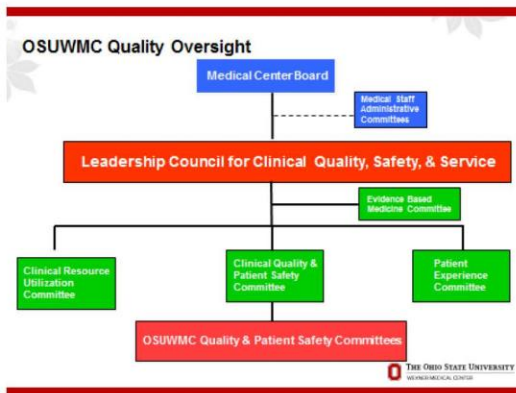 OSUWMC Quality Oversight
Medical Center Board
Medical Staff
Administrative
Committees
Leadership Council for Clinical Quality, Safety, & Service
Evidence Based
Medicine Committee
Clinical Resource
Utilization
Committee
Clinical Quality &
Patient Safety
Committee
Patient
Experience
Committee
OSUWMC Quality & Patient Safety Committees
THE OHIO STATE UNIVERSITY
WEXNER MEDICAL CENTER